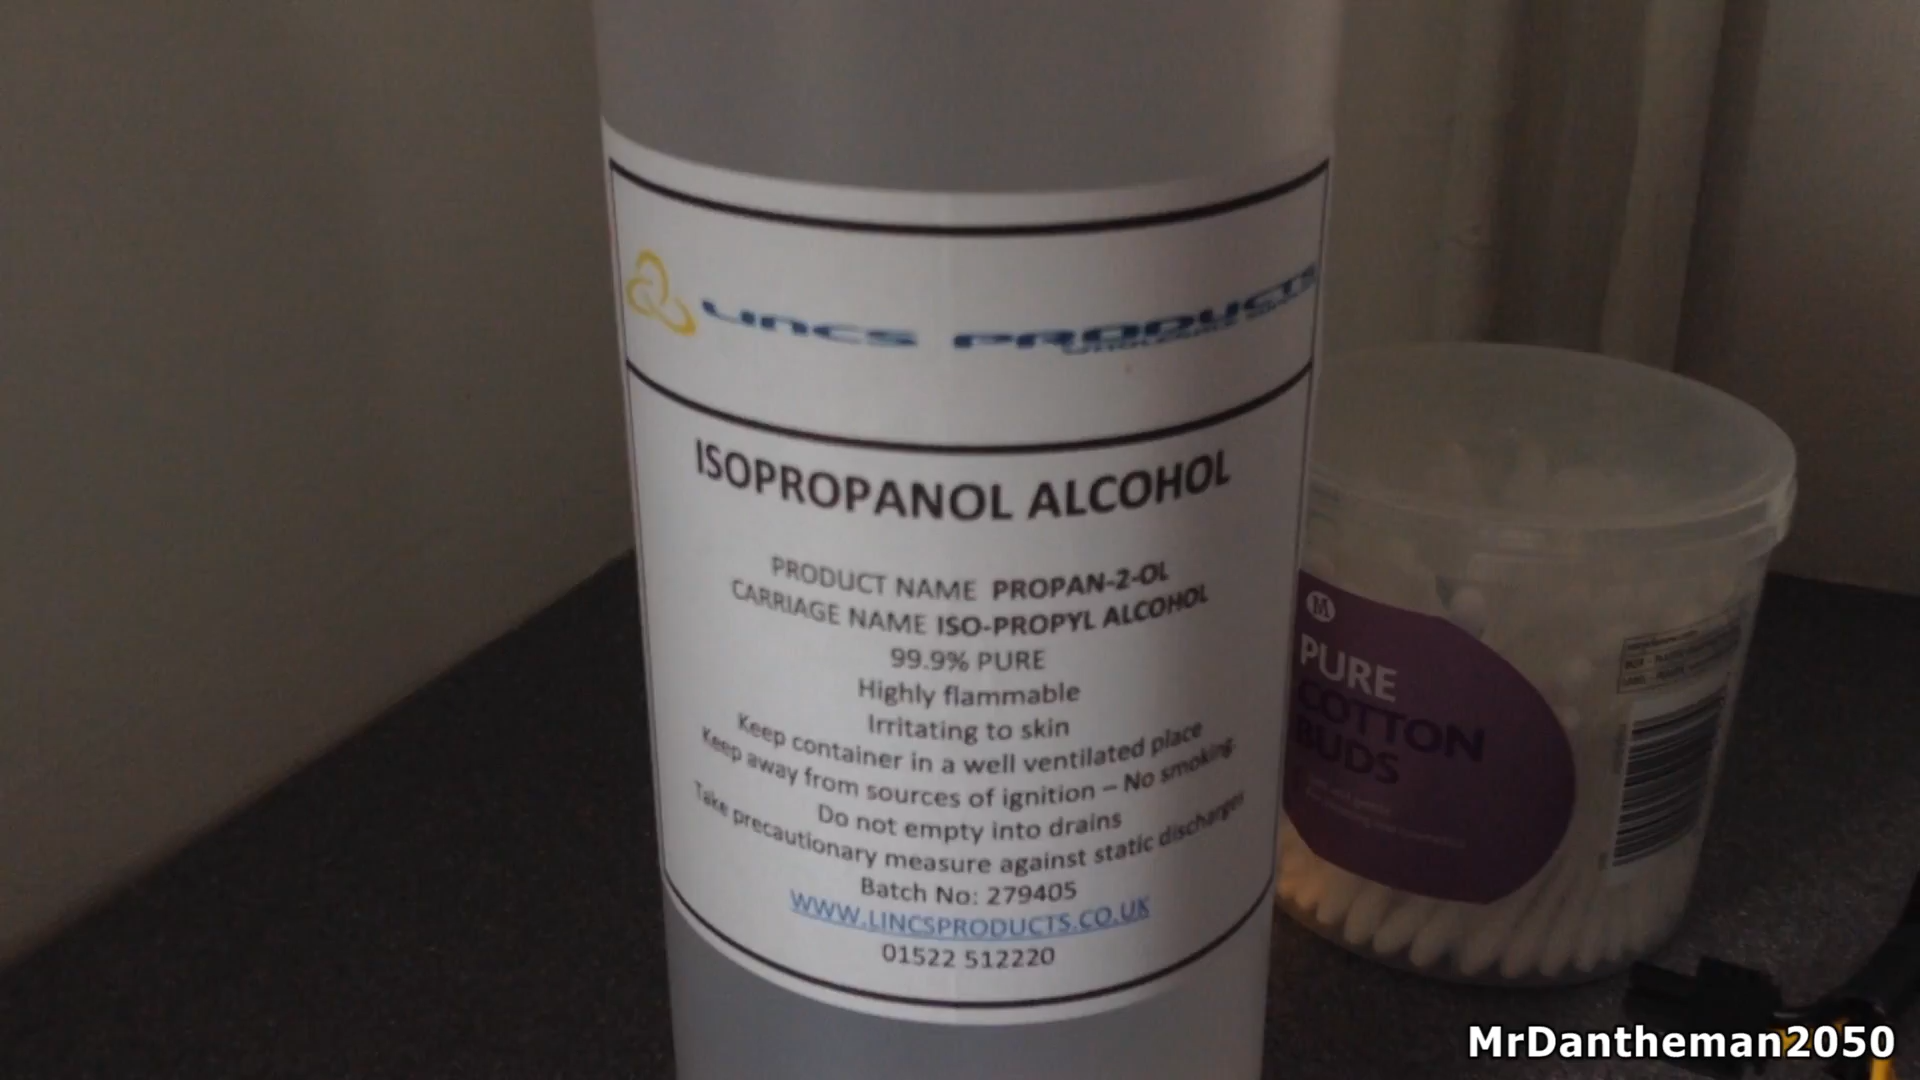 LINCS PRODUCTS
ISOPROPANOL ALCOHOL
PRODUCT NAME PROPAN-2-OL
CARRIAGE NAME ISO-PROPYL ALCOHOL
99.9% PURE
Highly flammable
Irritating to skin
Keep container in a well ventilated place
Keep away from sources of ignition – No smoking.
Do not empty into drains
Take precautionary measure against static discharges
Batch No: 279405
WWW.LINCSPRODUCTS.CO.UK
01522 512220
M
PURE
COTTON
BUDS
MrDantheman2050